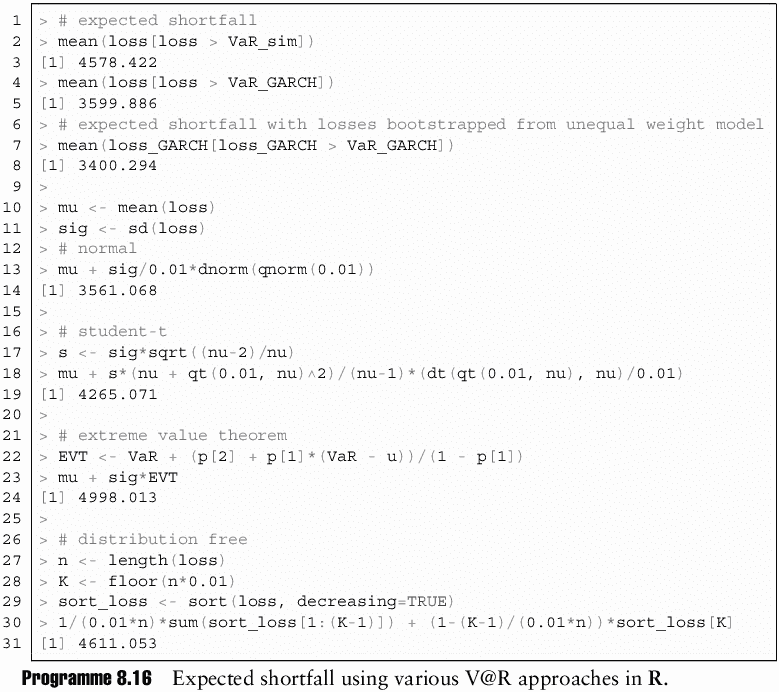 1 > # expected shortfall
2 > mean(loss[loss > VaR_sim])
3 [1] 4578.422
4 > mean(loss[loss > VaR_GARCH])
5 [1] 3599.886
6 > # expected shortfall with losses bootstrapped from unequal weight model
7 > mean(loss_GARCH[loss_GARCH > VaR_GARCH])
8 [1] 3400.294
9 >
10 > mu <- mean(loss)
11 > sig <- sd(loss)
12 > # normal
13 > mu + sig/0.01*dnorm(qnorm(0.01))
14 [1] 3561.068
15 >
16 > # student-t
17 > s <- sig*sqrt((nu-2)/nu)
18 > mu + s*(nu + qt(0.01, nu)^2)/(nu-1)*(dt(qt(0.01, nu), nu)/0.01)
19 [1] 4265.071
20 >
21 > # extreme value theorem
22 > EVT <- VaR + (p[2] + p[1]*(VaR - u))/(1 - p[1])
23 > mu + sig*EVT
24 [1] 4998.013
25 >
26 > # distribution free
27 > n <- length(loss)
28 > K <- floor(n*0.01)
29 > sort_loss <- sort(loss, decreasing=TRUE)
30 > 1/(0.01*n)*sum(sort_loss[1:(K-1)]) + (1-(K-1)/(0.01*n))*sort_loss[K]
31 [1] 4611.053
Programme 8.16 Expected shortfall using various V@R approaches in R.